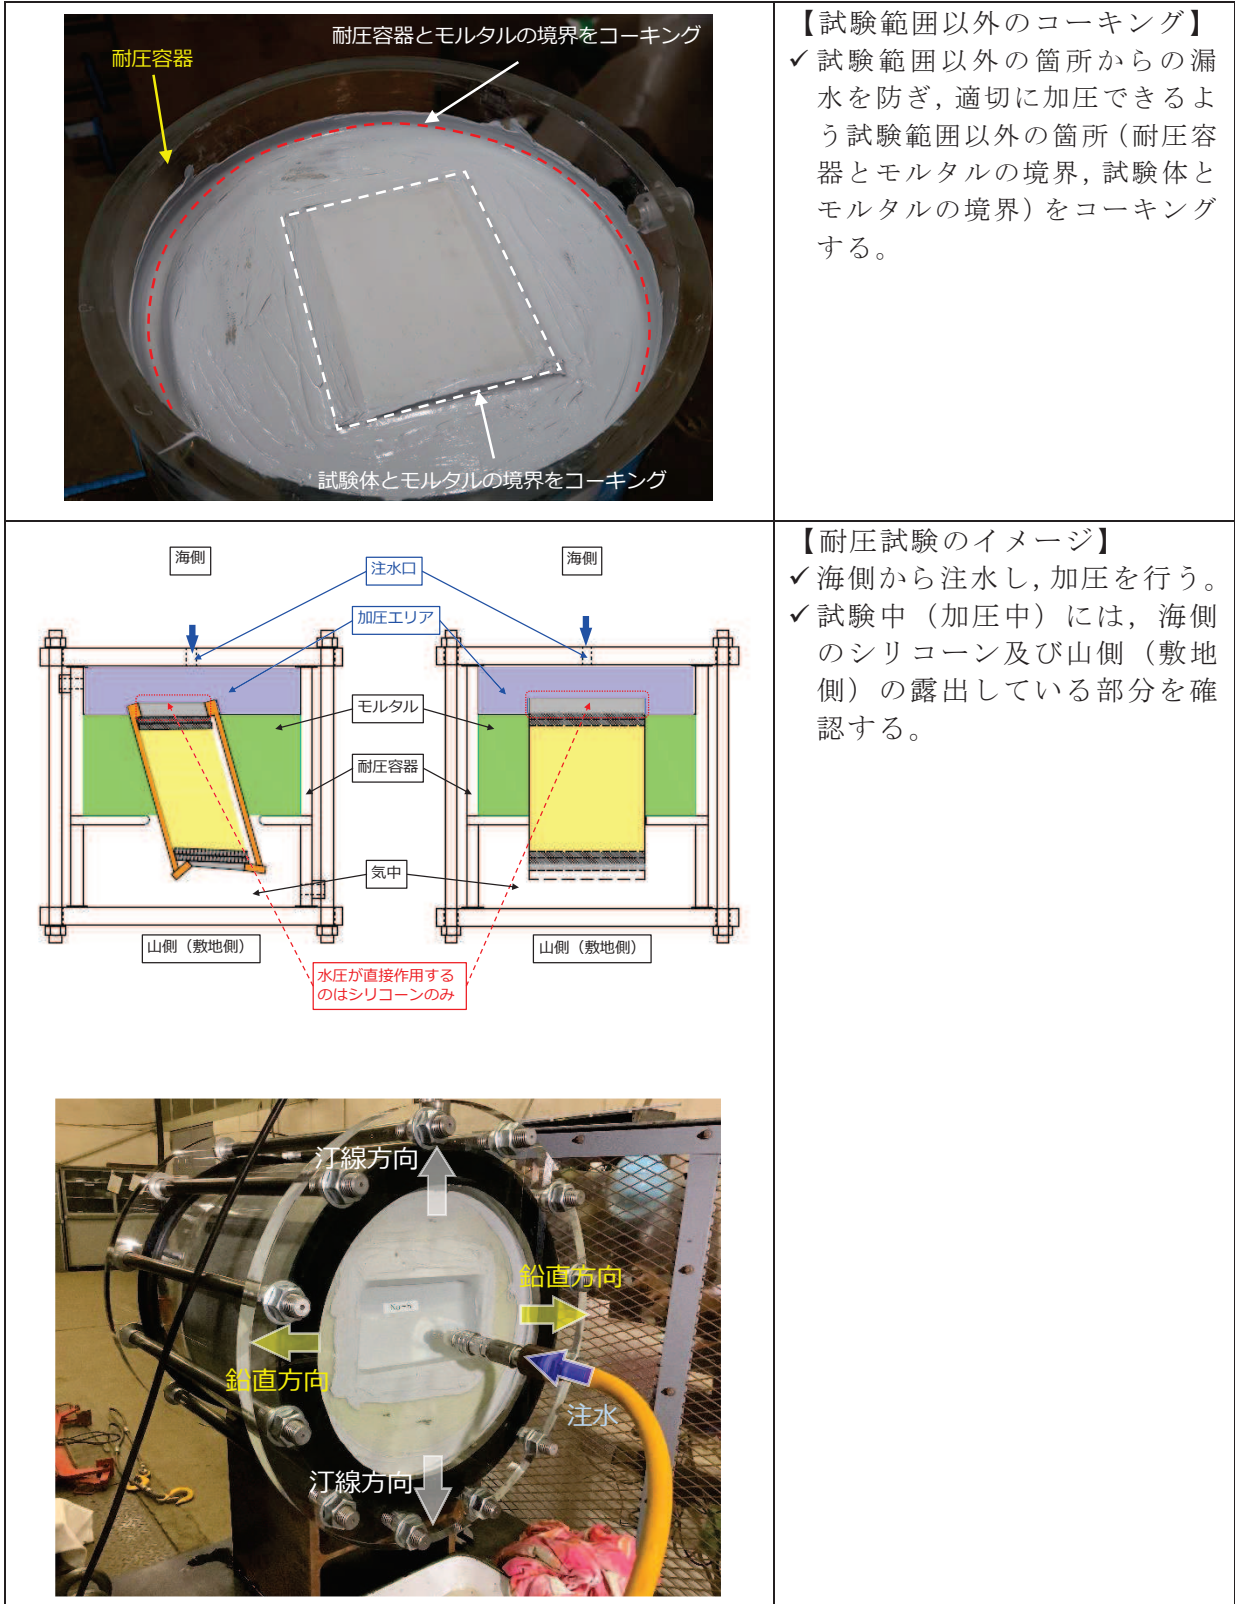 耐圧容器とモルタルの境界をコーキング
耐圧容器
試験体とモルタルの境界をコーキング
【試験範囲以外のコーキング】
✓試験範囲以外の箇所からの漏
水を防ぎ,適切に加圧できるよ
う試験範囲以外の箇所(耐圧容
器とモルタルの境界,試験体と
モルタルの境界)をコーキング
する。
海側
注水口
海側
加圧エリア
モルタル
耐圧容器
気中
山側(敷地側)
山側(敷地側)
水圧が直接作用する
のはシリコーンのみ
汀線方向
鉛直方向
鉛直方向
注水
汀線方向
【耐圧試験のイメージ】
✓海側から注水し,加圧を行う。
✓試験中(加圧中)には,海側
のシリコーン及び山側(敷地
側)の露出している部分を確
認する。